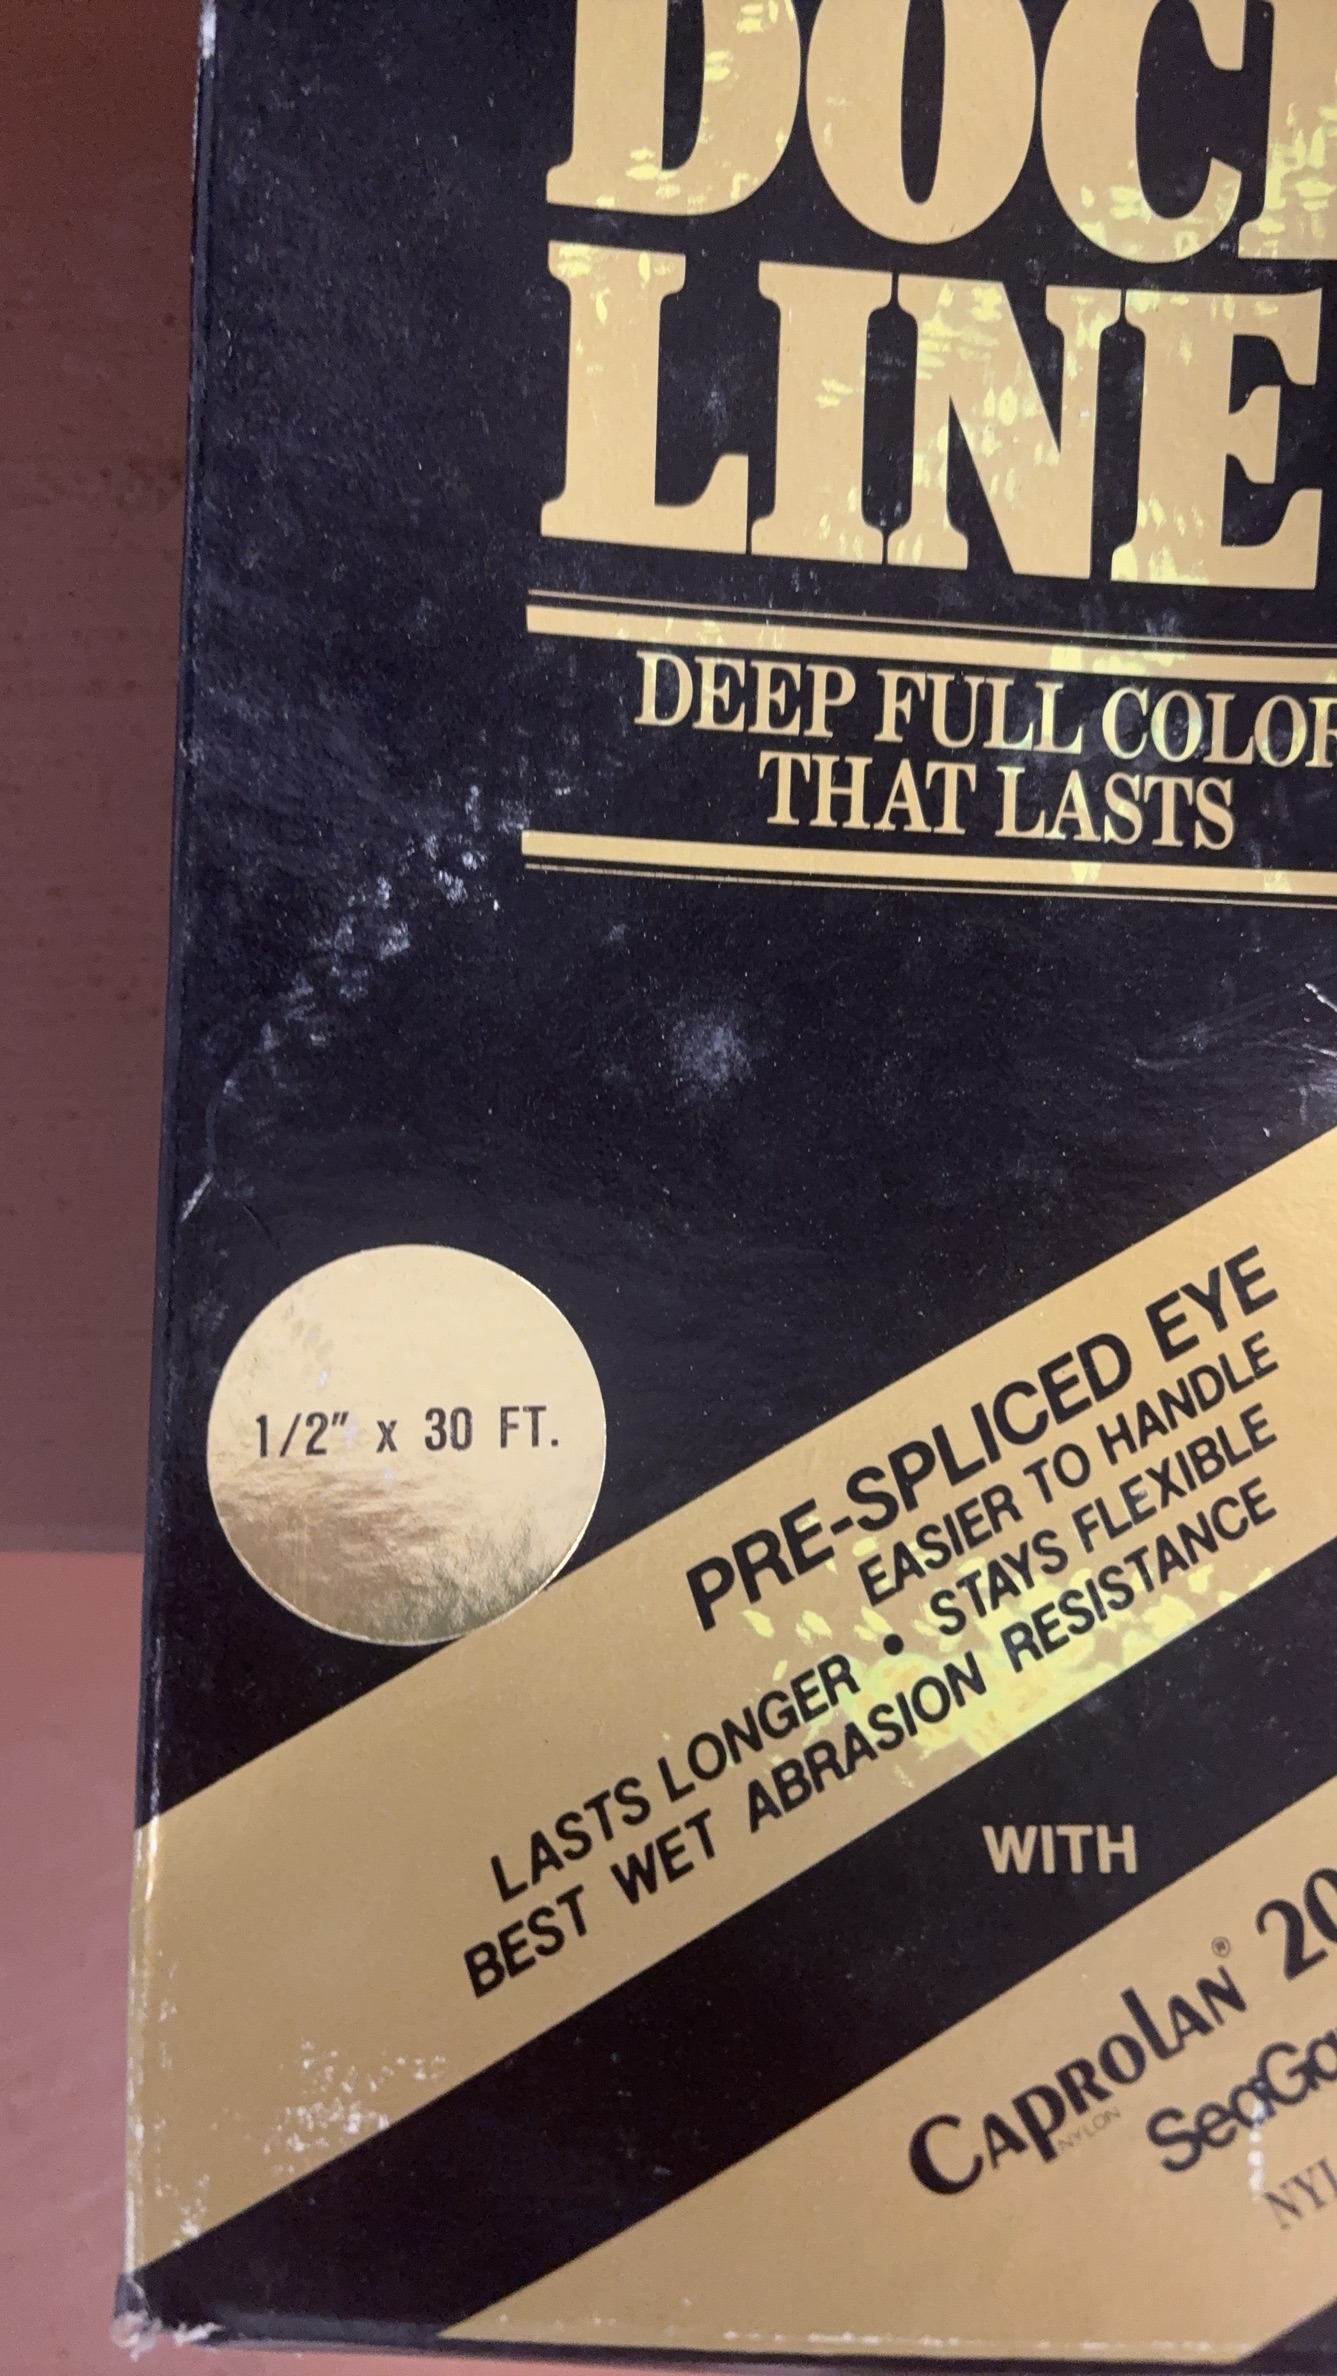 DOCK
LINE
DEEP FULL COLOR
THAT LASTS
1/2" x 30 FT.
PRE-SPLICED EYE
EASIER TO HANDLE
LASTS LONGER • STAYS FLEXIBLE
BEST WET ABRASION RESISTANCE
WITH
CAPROLAN® 20
NYLON